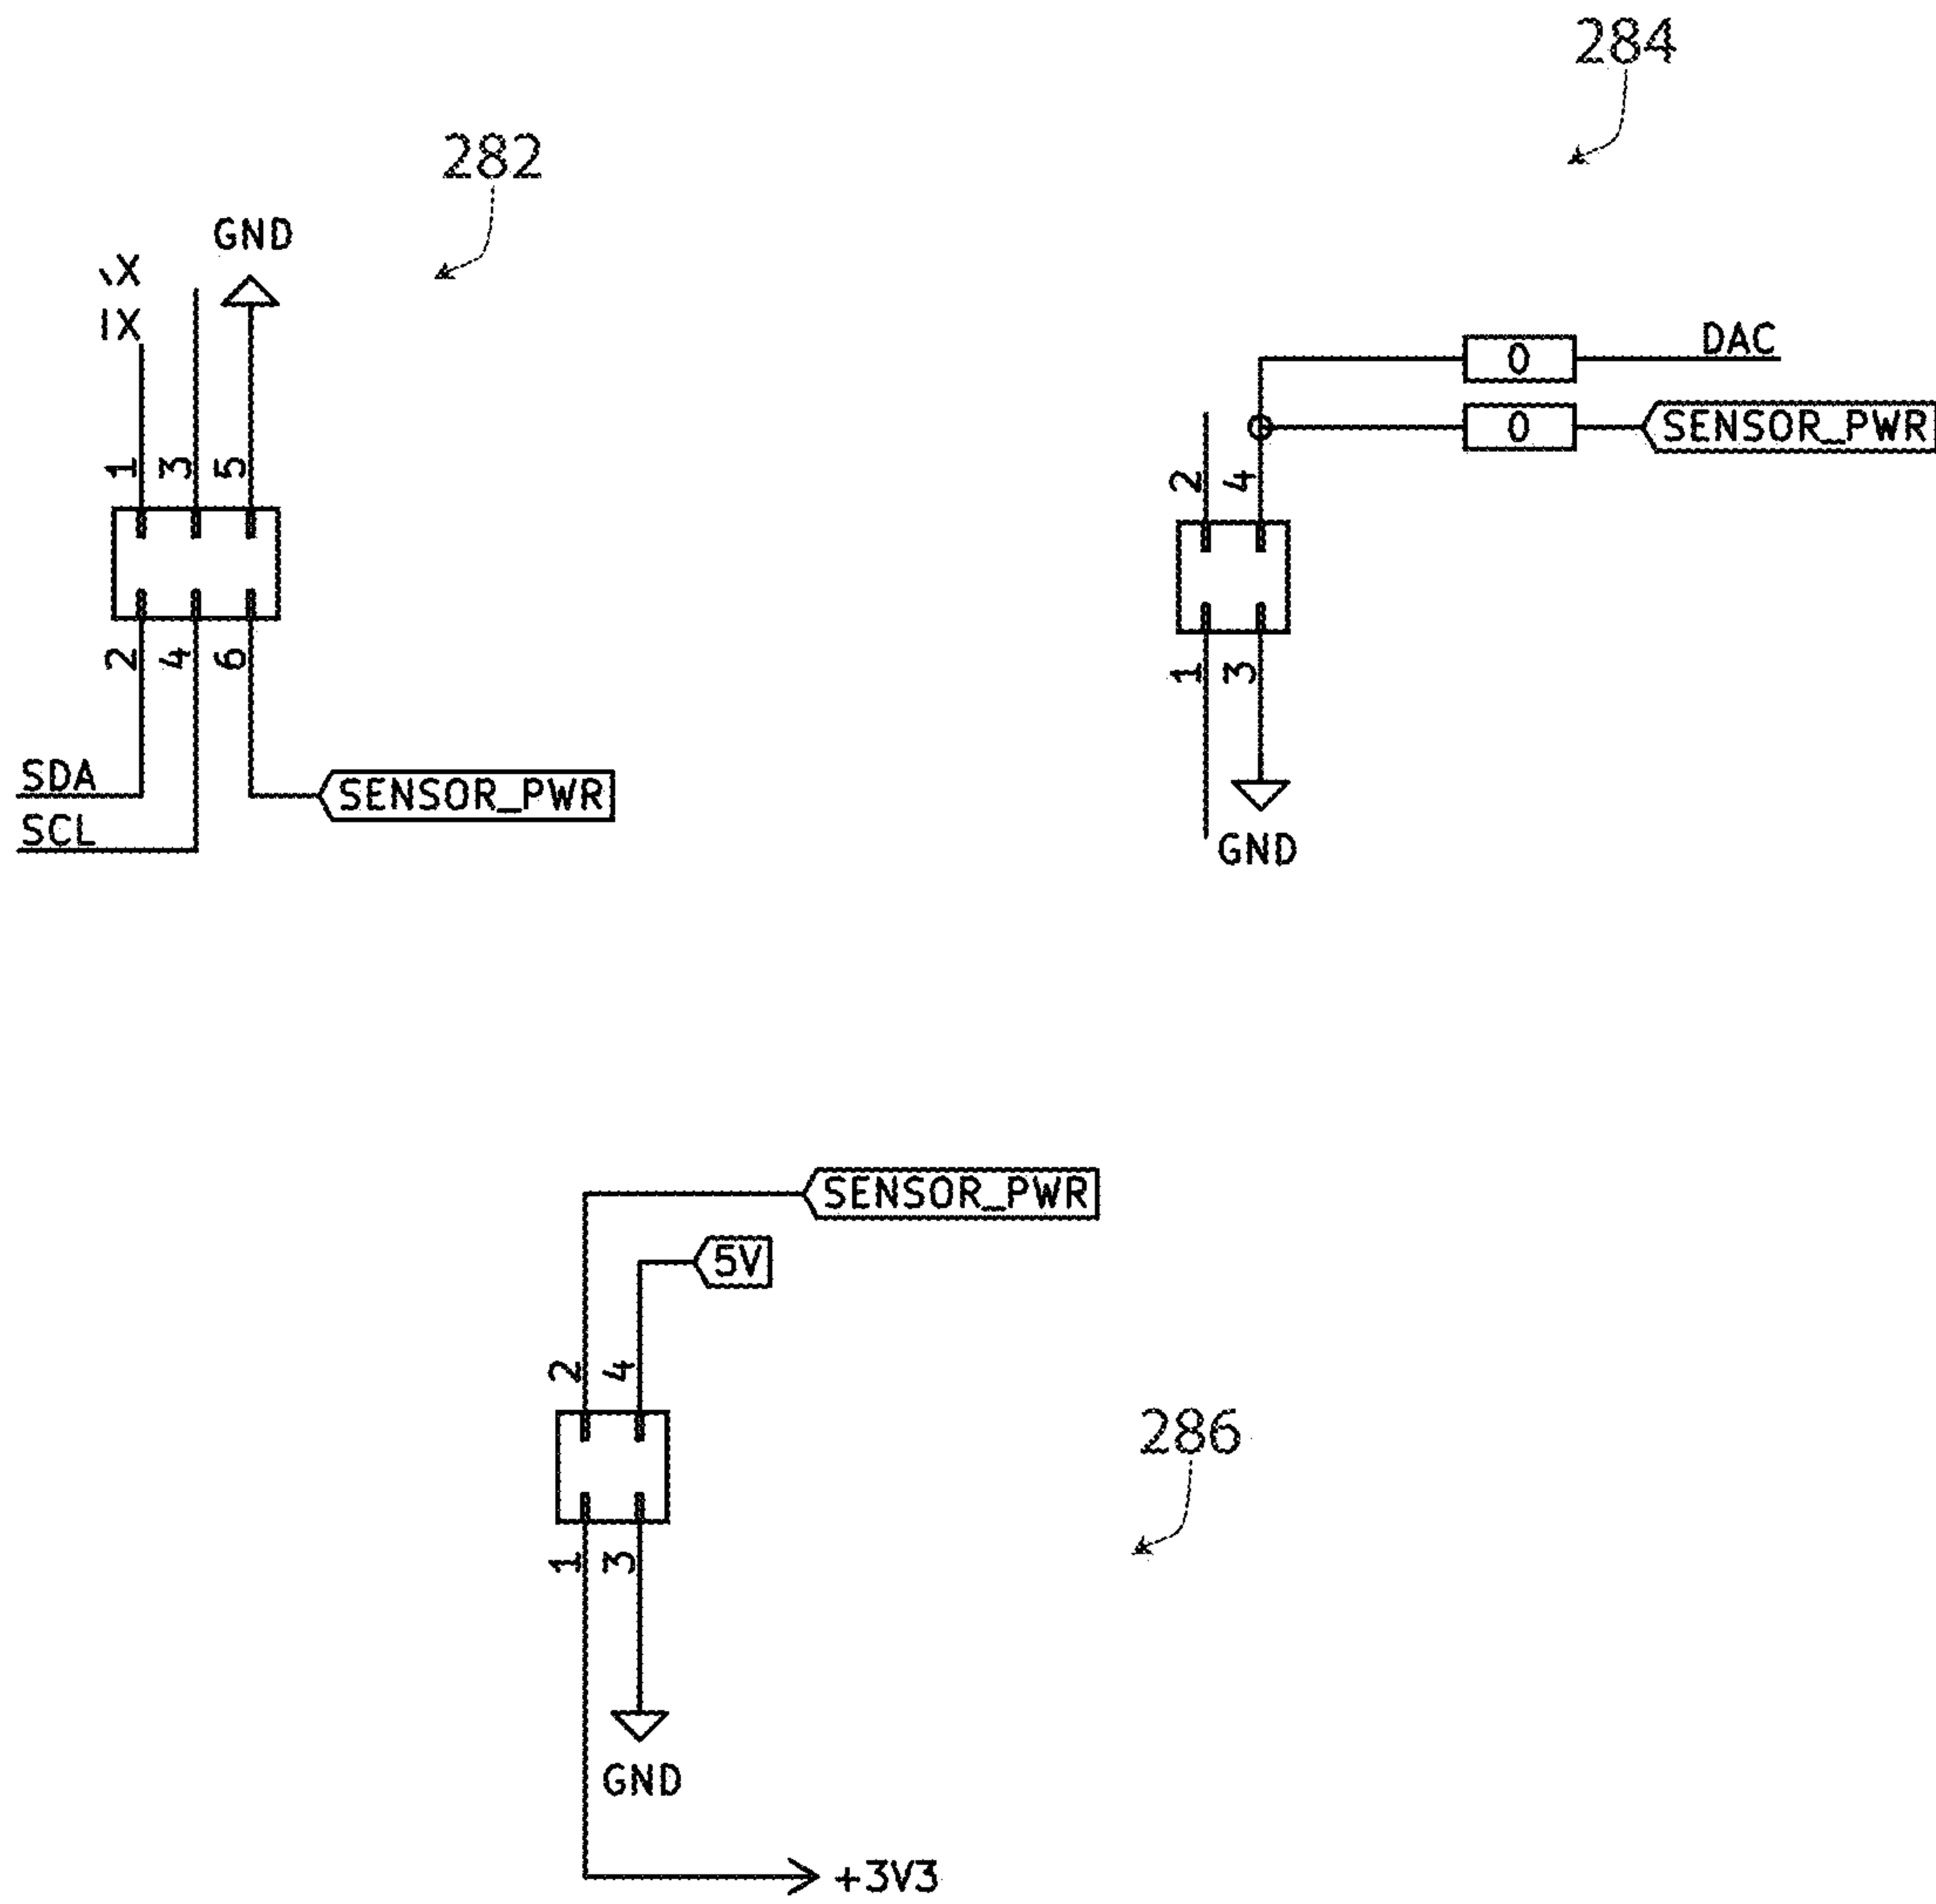 284
282
GND
DAC
0
0
SENSOR_PWR
1 3 5
2 4
2 4 6
1 3
SDA
SENSOR_PWR
SCL
GND
SENSOR_PWR
5V
2 4
286
1 3
GND
+3V3